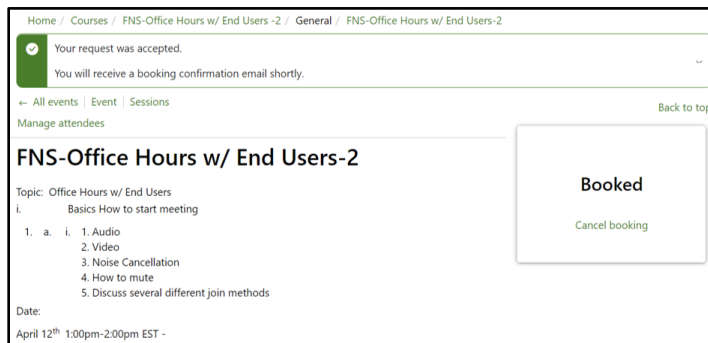 Home / Courses / FNS-Office Hours w/ End Users -2 / General / FNS-Office Hours w/ End Users-2
Your request was accepted.
You will receive a booking confirmation email shortly.
← All events | Event | Sessions
Back to top
Manage attendees
FNS-Office Hours w/ End Users-2
Booked
Cancel booking
Topic: Office Hours w/ End Users
i. Basics How to start meeting
1. a. i. 1. Audio
2. Video
3. Noise Cancellation
4. How to mute
5. Discuss several different join methods
Date:
April 12th 1:00pm-2:00pm EST -